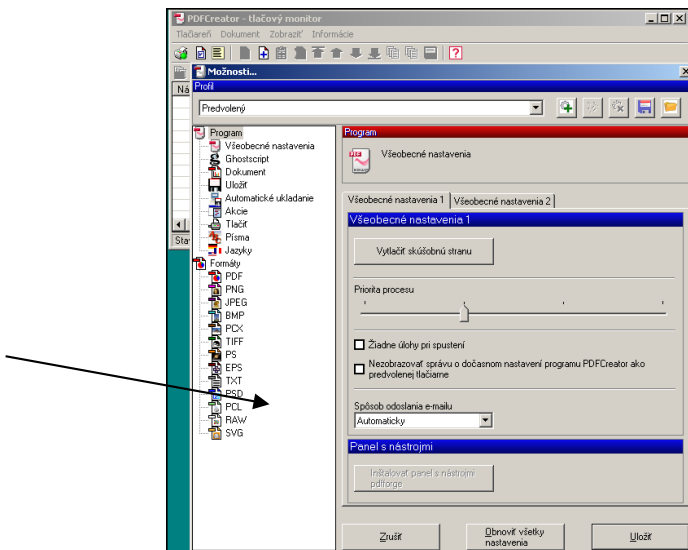 PDFCreator - tlačový monitor
Tlačiareň Dokument Zobraziť Informácie
Možnosti...
Ná
Profil
Predvolený
Program
Všeobecné nastavenia
Ghostscript
Dokument
Uložiť
Automatické ukladanie
Akcie
Tlačiť
Písma
Jazyky
Formáty
PDF
PNG
JPEG
BMP
PCX
TIFF
PS
EPS
TXT
PSD
PCL
RAW
SVG
Sta
Program
Všeobecné nastavenia
Všeobecné nastavenia 1 Všeobecné nastavenia 2
Všeobecné nastavenia 1
Vytlačiť skúšobnú stranu
Priorita procesu
Žiadne úlohy pri spustení
Nezobrazovať správu o dočasnom nastavení programu PDFCreator ako
predvolenej tlačiarne
Spôsob odoslania e-mailu
Automaticky
Panel s nástrojmi
Inštalovať panel s nástrojmi
pdfforge
Zrušiť
Obnoviť všetky
nastavenia
Uložiť